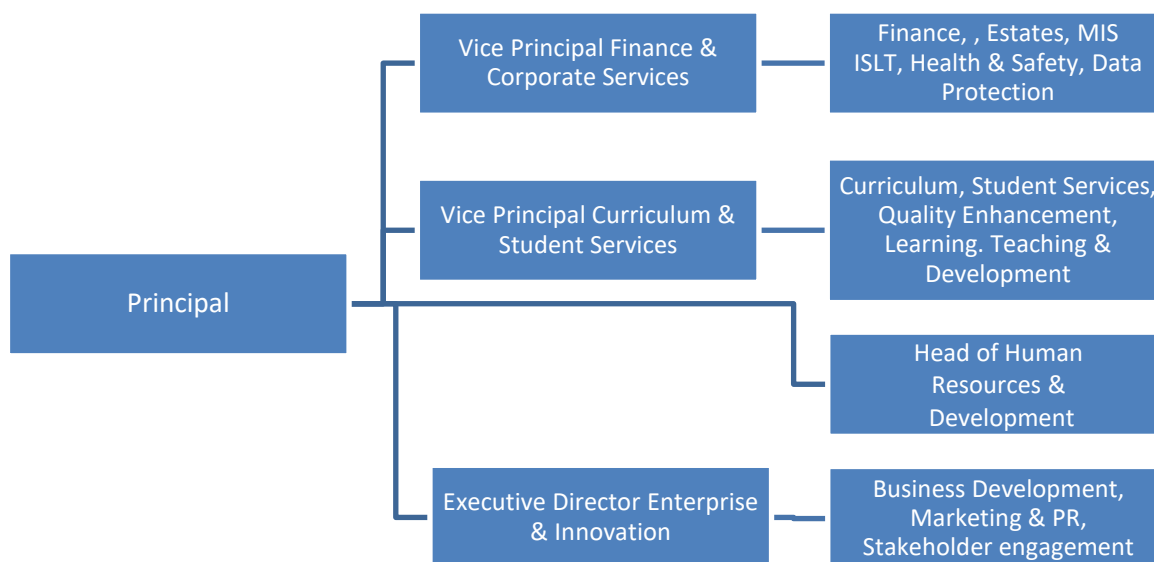 Principal
Vice Principal Finance &
Corporate Services
Finance, , Estates, MIS
ISLT, Health & Safety, Data
Protection
Vice Principal Curriculum &
Student Services
Curriculum, Student Services,
Quality Enhancement,
Learning. Teaching &
Development
Head of Human
Resources &
Development
Executive Director Enterprise
& Innovation
Business Development,
Marketing & PR,
Stakeholder engagement